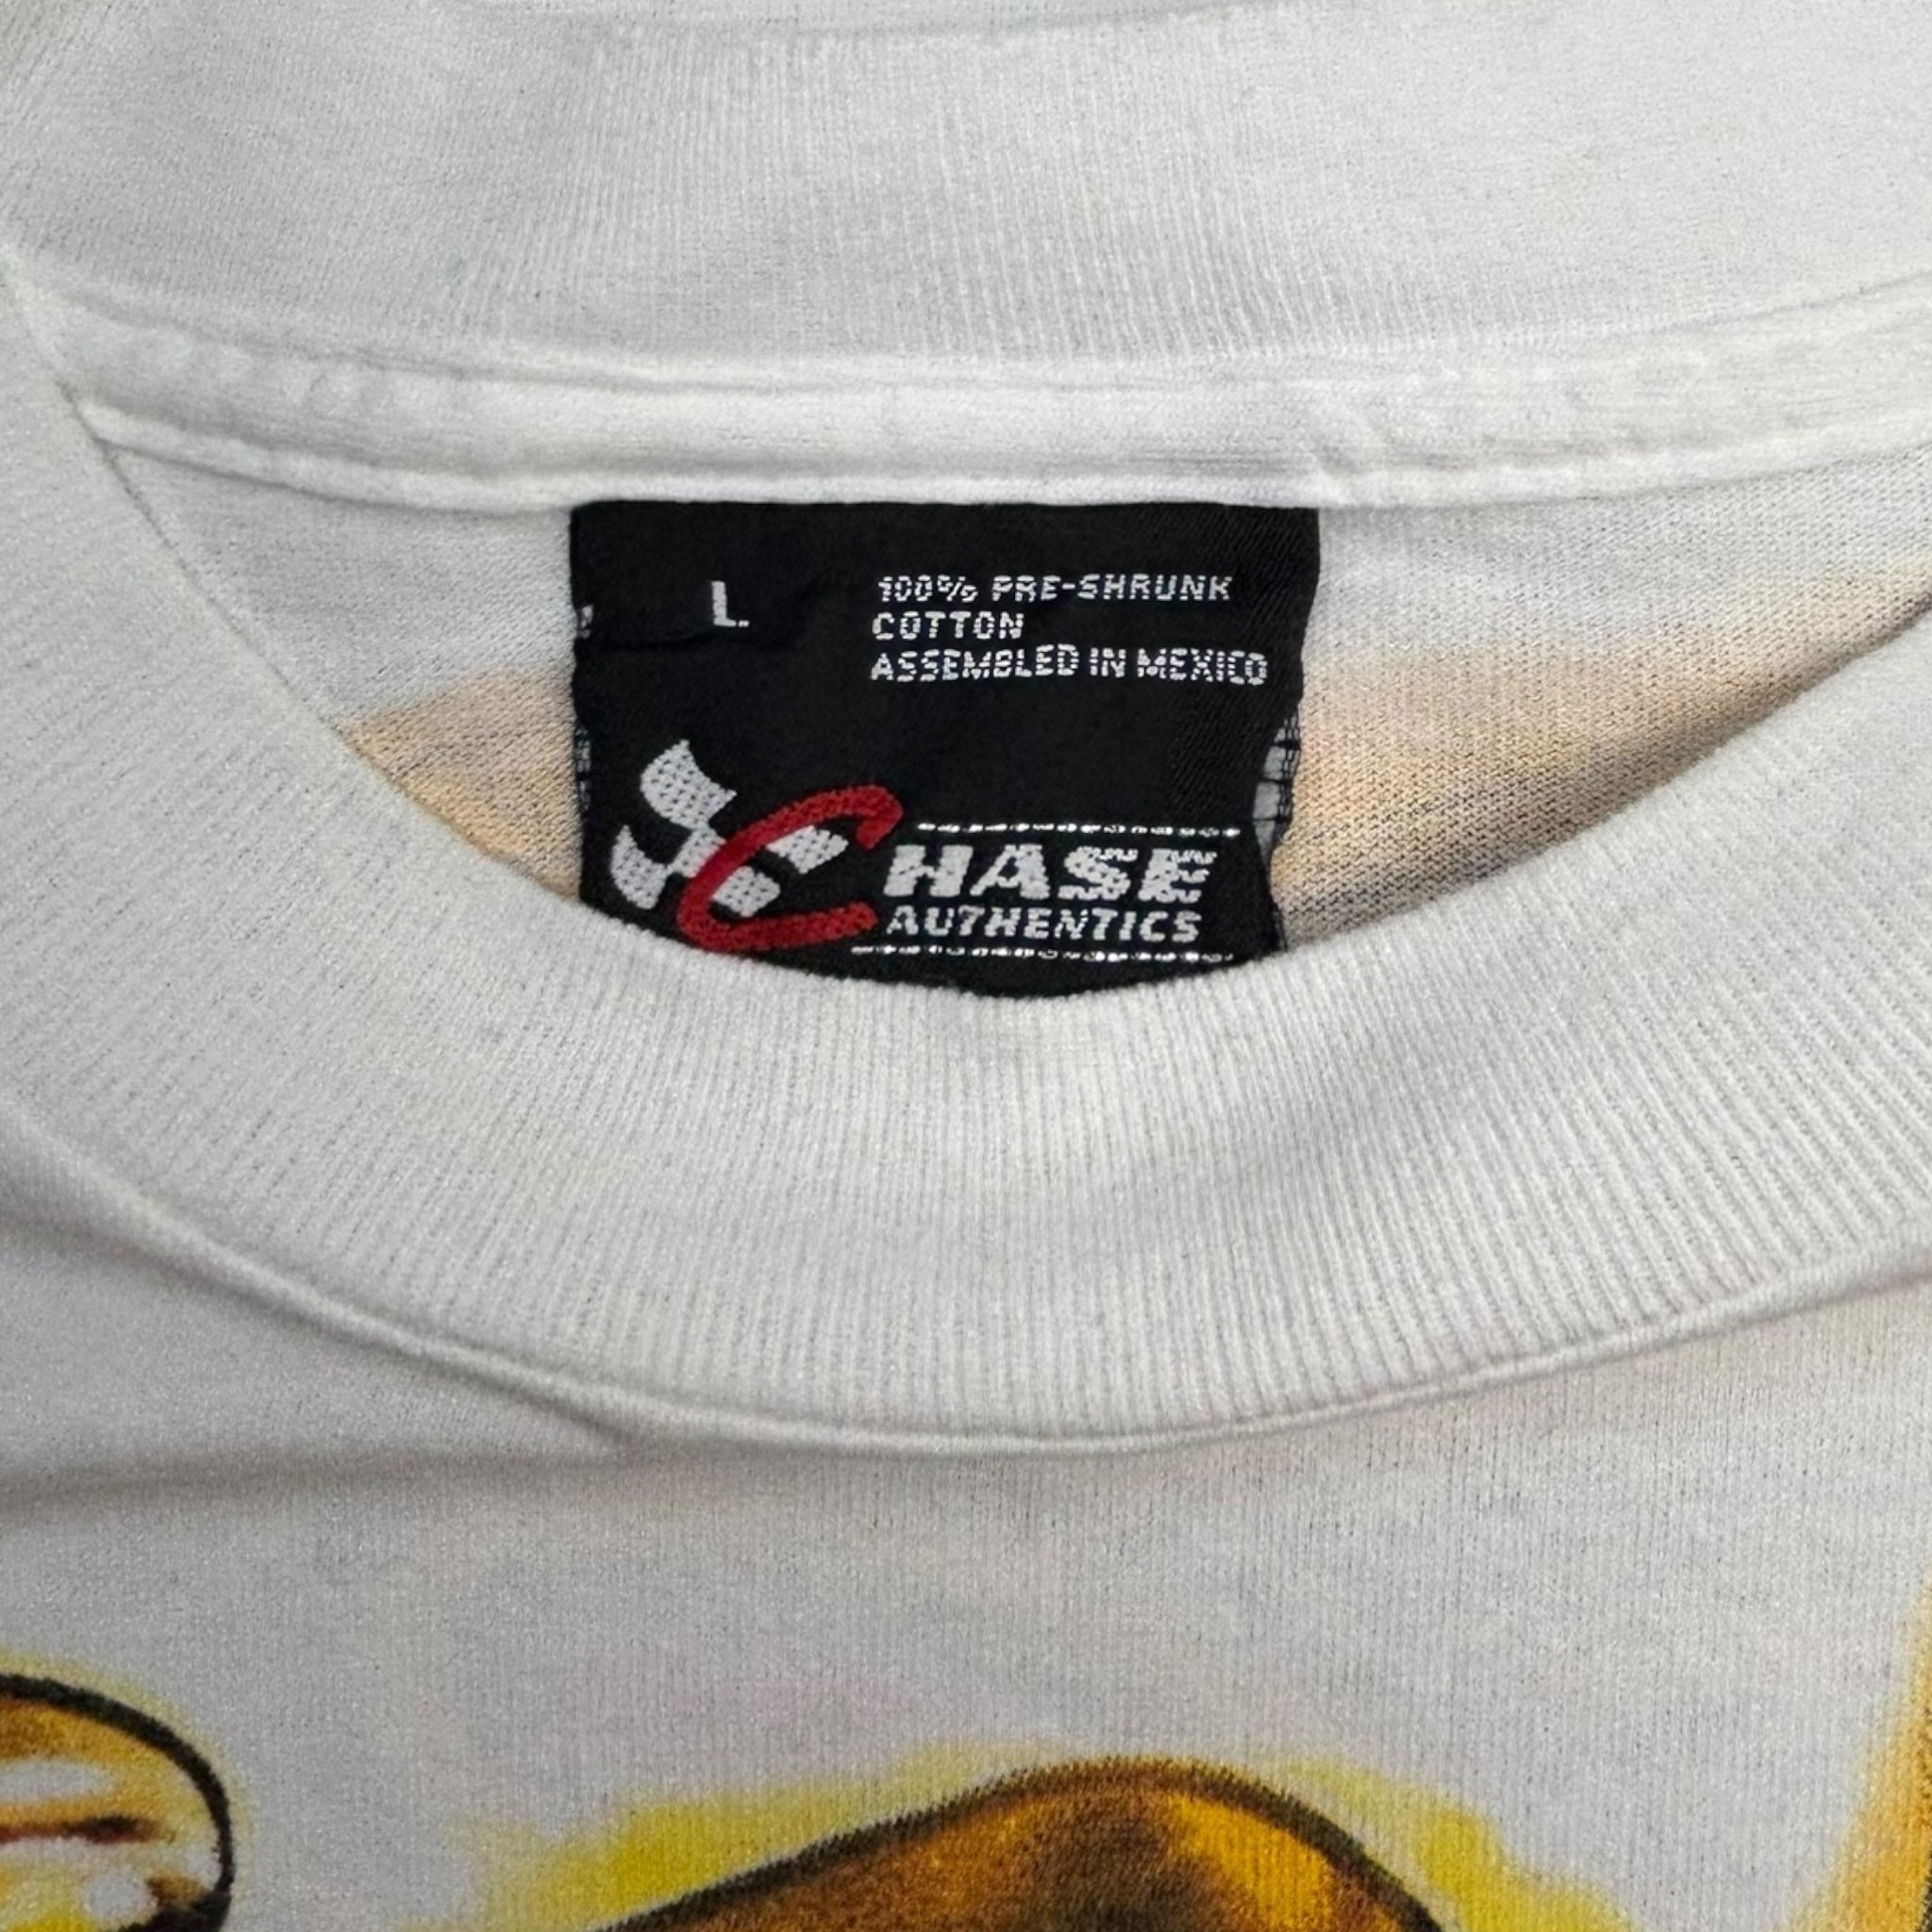 L.
100% PRE-SHRUNK
COTTON
ASSEMBLED IN MEXICO
CHASE
AUTHENTICS